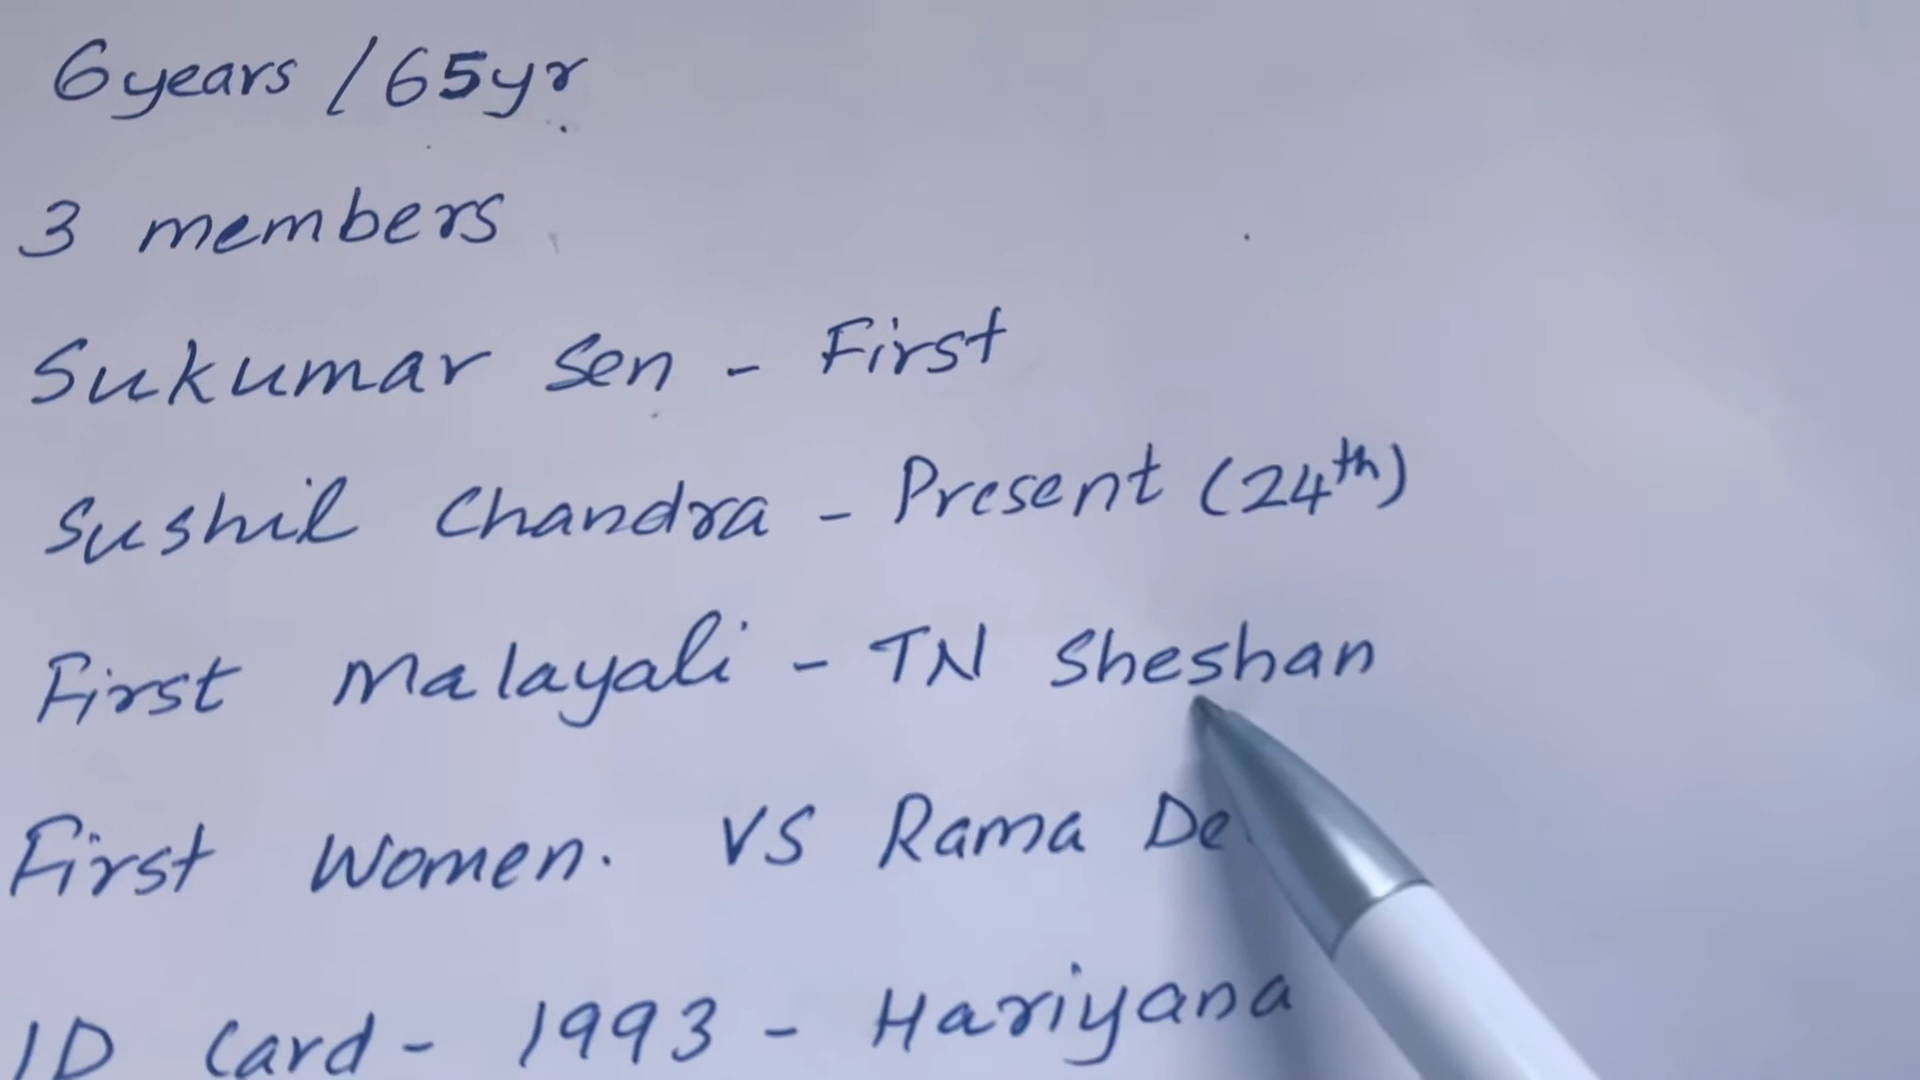 6years / 65yr
3 members
Sukumar Sen - First
Sushil Chandra - Present (24th)
First Malayali - TN Sheshan
First Women. VS Rama
ID Card - 1993 - Hariyana